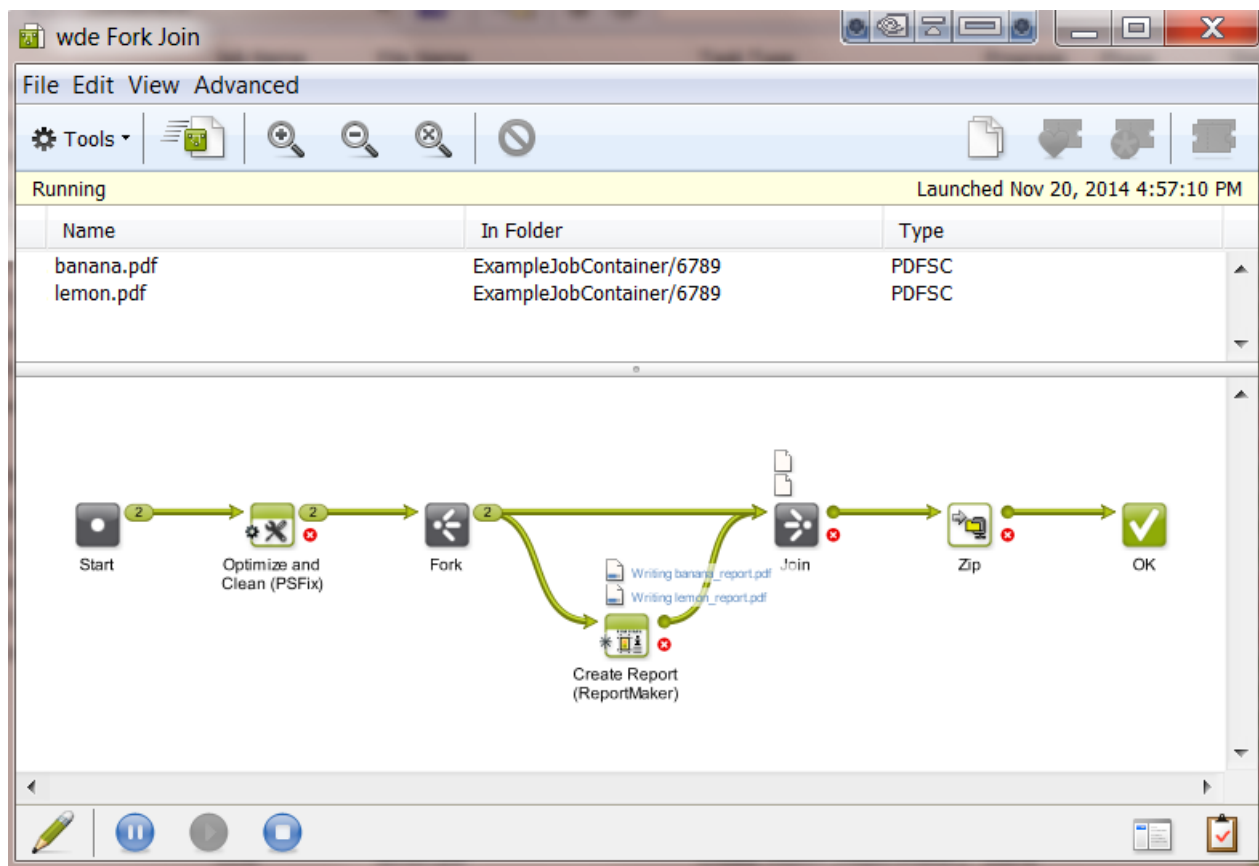 wde Fork Join
File Edit View Advanced
Tools
Running Launched Nov 20, 2014 4:57:10 PM
Name In Folder Type
banana.pdf ExampleJobContainer/6789 PDFSC
lemon.pdf ExampleJobContainer/6789 PDFSC
2 2 2
Start Optimize and Clean (PSFix) Fork Join Zip OK
Writing banana_report.pdf
Writing lemon_report.pdf
Create Report
(ReportMaker)